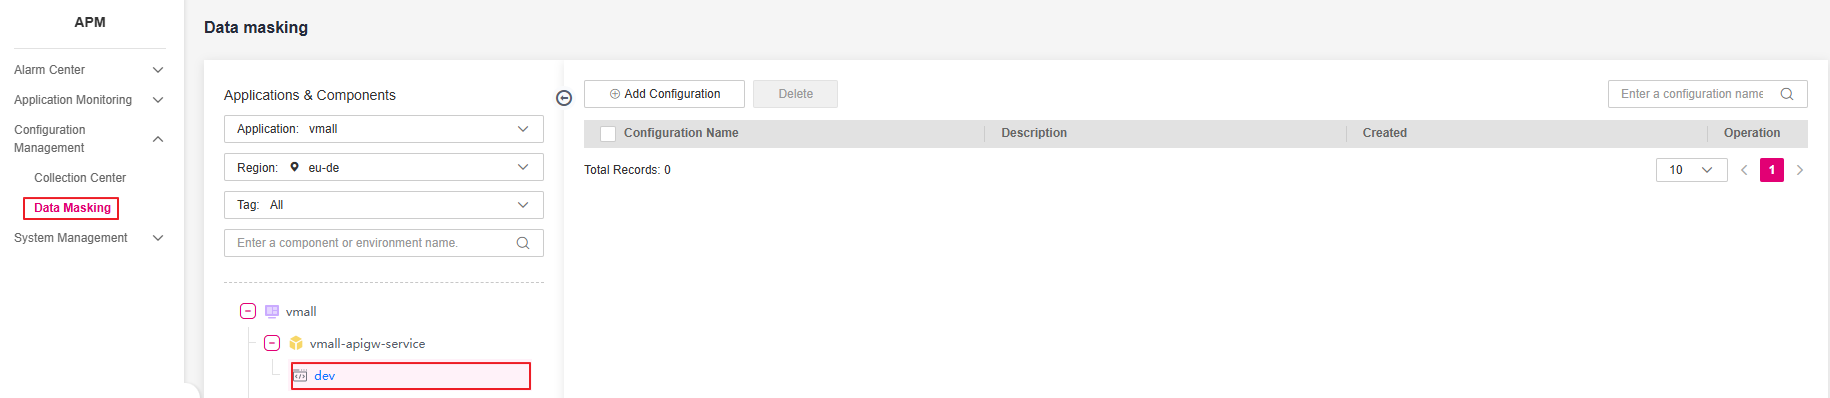 APM
Alarm Center
Application Monitoring
Configuration
Management
Collection Center
Data Masking
System Management
Data masking
Applications & Components
Application: vmall
Region: eu-de
Tag: All
Enter a component or environment name.
vmall
vmall-apigw-service
dev
Add Configuration Delete
Enter a configuration name
Configuration Name Description Created Operation
Total Records: 0
10 1